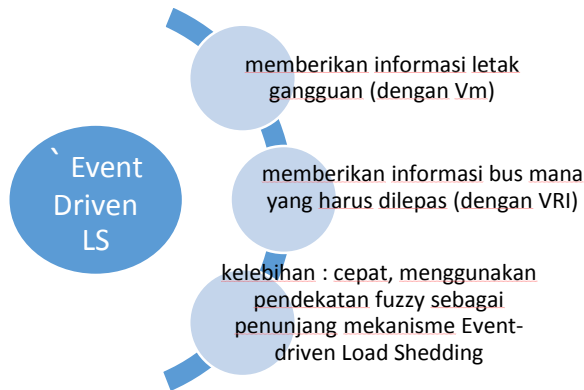 ` Event
Driven
LS
memberikan informasi letak
gangguan (dengan Vm)
memberikan informasi bus mana
yang harus dilepas (dengan VRI)
kelebihan : cepat, menggunakan
pendekatan fuzzy sebagai
penunjang mekanisme Event-
driven Load Shedding